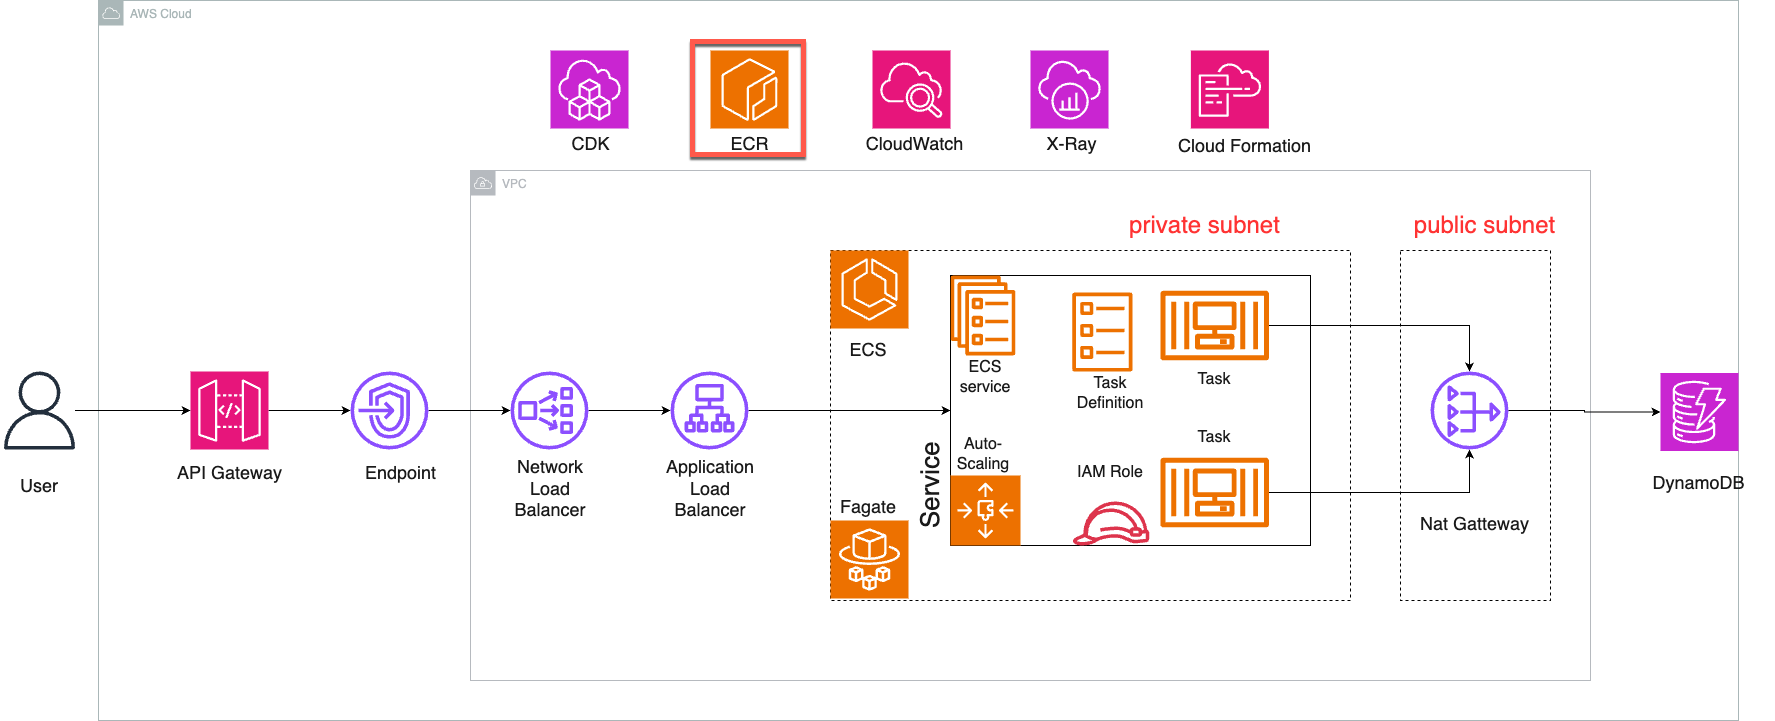 AWS Cloud
CDK
ECR
CloudWatch
X-Ray
Cloud Formation
VPC
private subnet
public subnet
ECS
ECS
service
Task
Definition
Task
User
API Gateway
Endpoint
Network
Load
Balancer
Application
Load
Balancer
Fagate
Service
Auto-
Scaling
IAM Role
Task
Nat Gatteway
DynamoDB